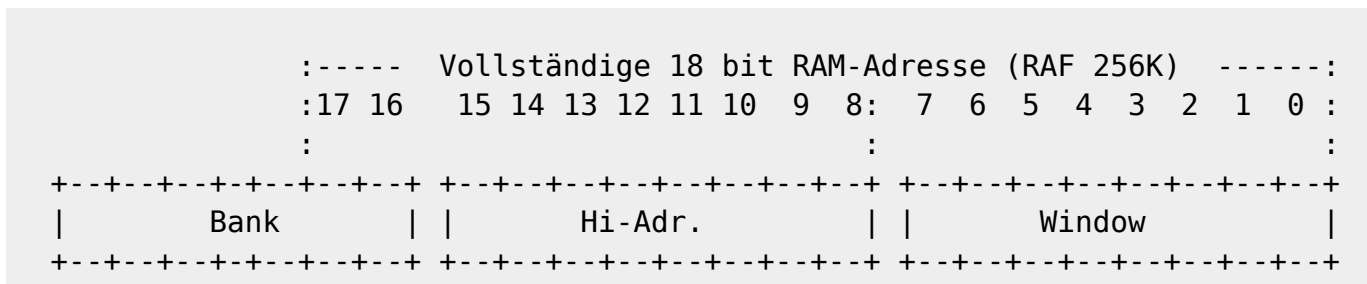 :-----  Vollständige 18 bit RAM-Adresse (RAF 256K)  ------:
:17 16   15 14 13 12 11 10  9  8:  7  6  5  4  3  2  1  0 :
:                               :                         :
+--+--+--+-+--+--+--+ +--+--+--+--+--+--+--+--+ +--+--+--+--+--+--+--+--+
|       Bank        | |        Hi-Adr.        | |        Window         |
+--+--+--+-+--+--+--+ +--+--+--+--+--+--+--+--+ +--+--+--+--+--+--+--+--+